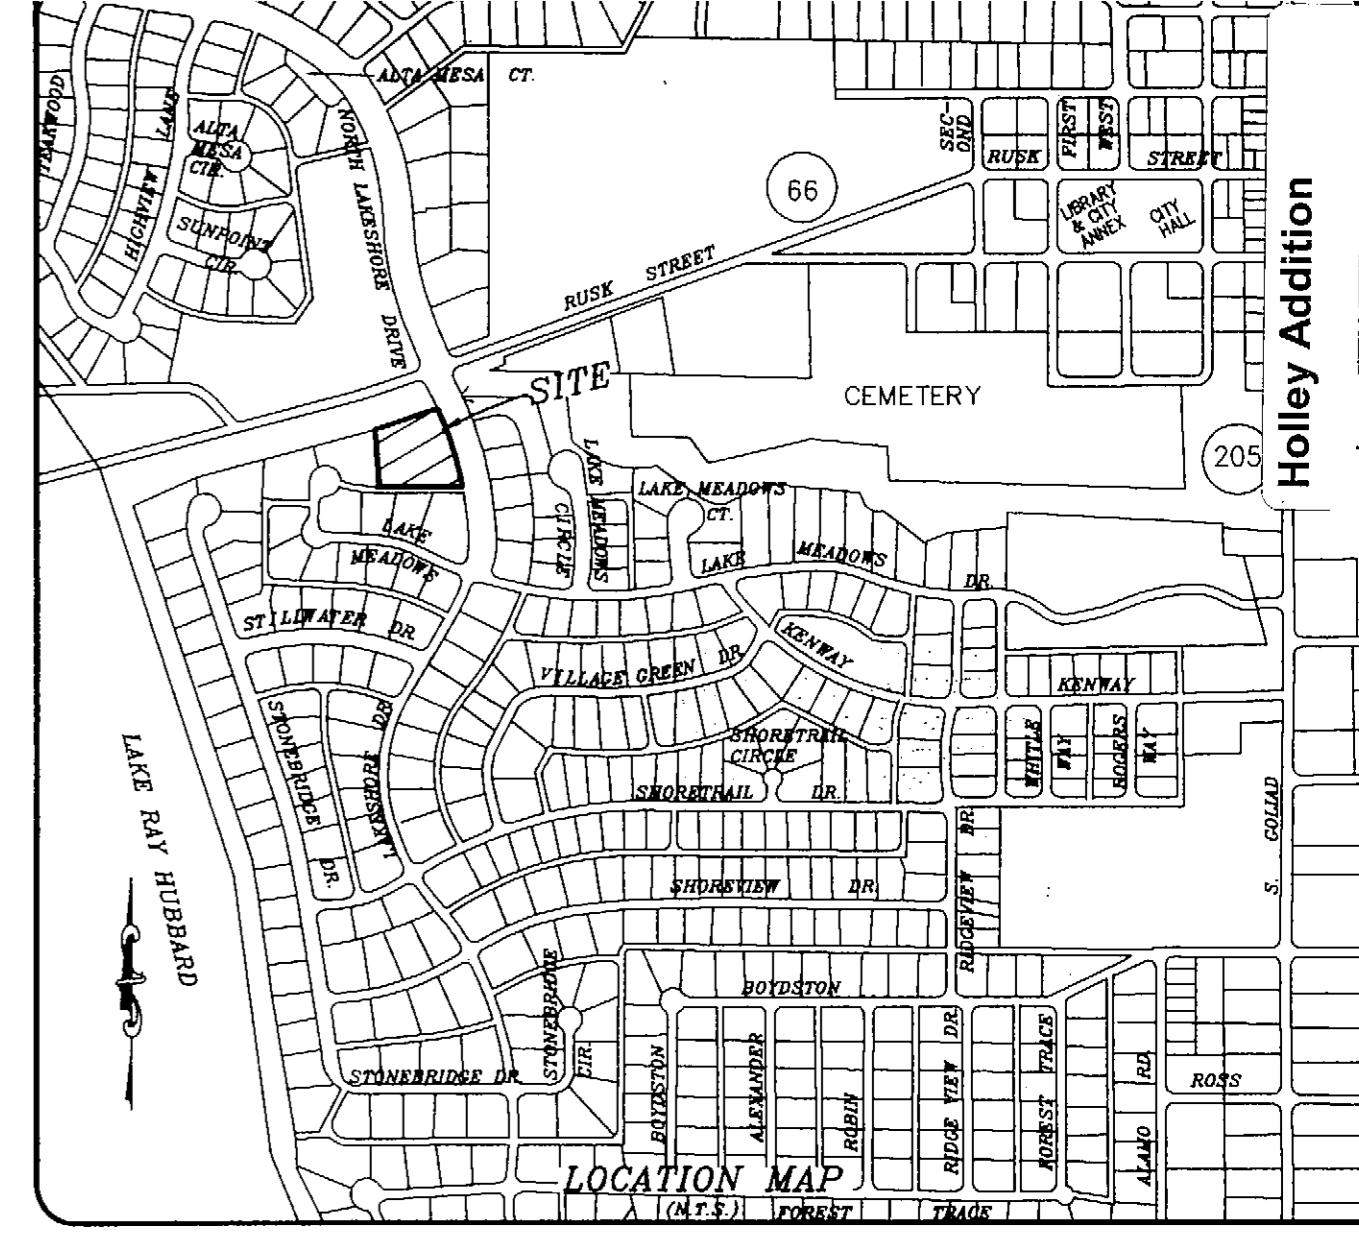 ALTA MESA CT.
TEAKWOOD
HIGHVIEW LANE
ALTA
MESA
CIR.
SUNPOINT
CIR.
NORTH LAKESHORE DRIVE
66
SEC-
OND
RUSK
FIRST
WEST
STREET
LIBRARY
& CITY
ANNEX
CITY
HALL
RUSK STREET
Holley Addition
SITE
CEMETERY
205
LAKE MEADOWS
CIRCLE
LAKE MEADOWS
CT.
LAKE
MEADOWS
LAKE MEADOWS DR.
STILLWATER DR.
VILLAGE GREEN DR.
KENWAY
KENWAY
STONEBRIDGE DR.
LAKESHORE DR.
SHORETRAIL
CIRCLE
WHITLE
WAY
ROGERS
WAY
SHORETRAIL DR.
S. GOLIAD
LAKE RAY HUBBARD
SHOREVIEW DR.
RIDGEVIEW DR.
BOYDSTON
STONEBRIDGE
CIR.
STONEBRIDGE DR.
BOYDSTON
ALEXANDER
ROBIN
RIDGE VIEW DR.
FOREST TRACE
ALAMO RD.
ROSS
LOCATION MAP
(N.T.S.)
FOREST TRACE